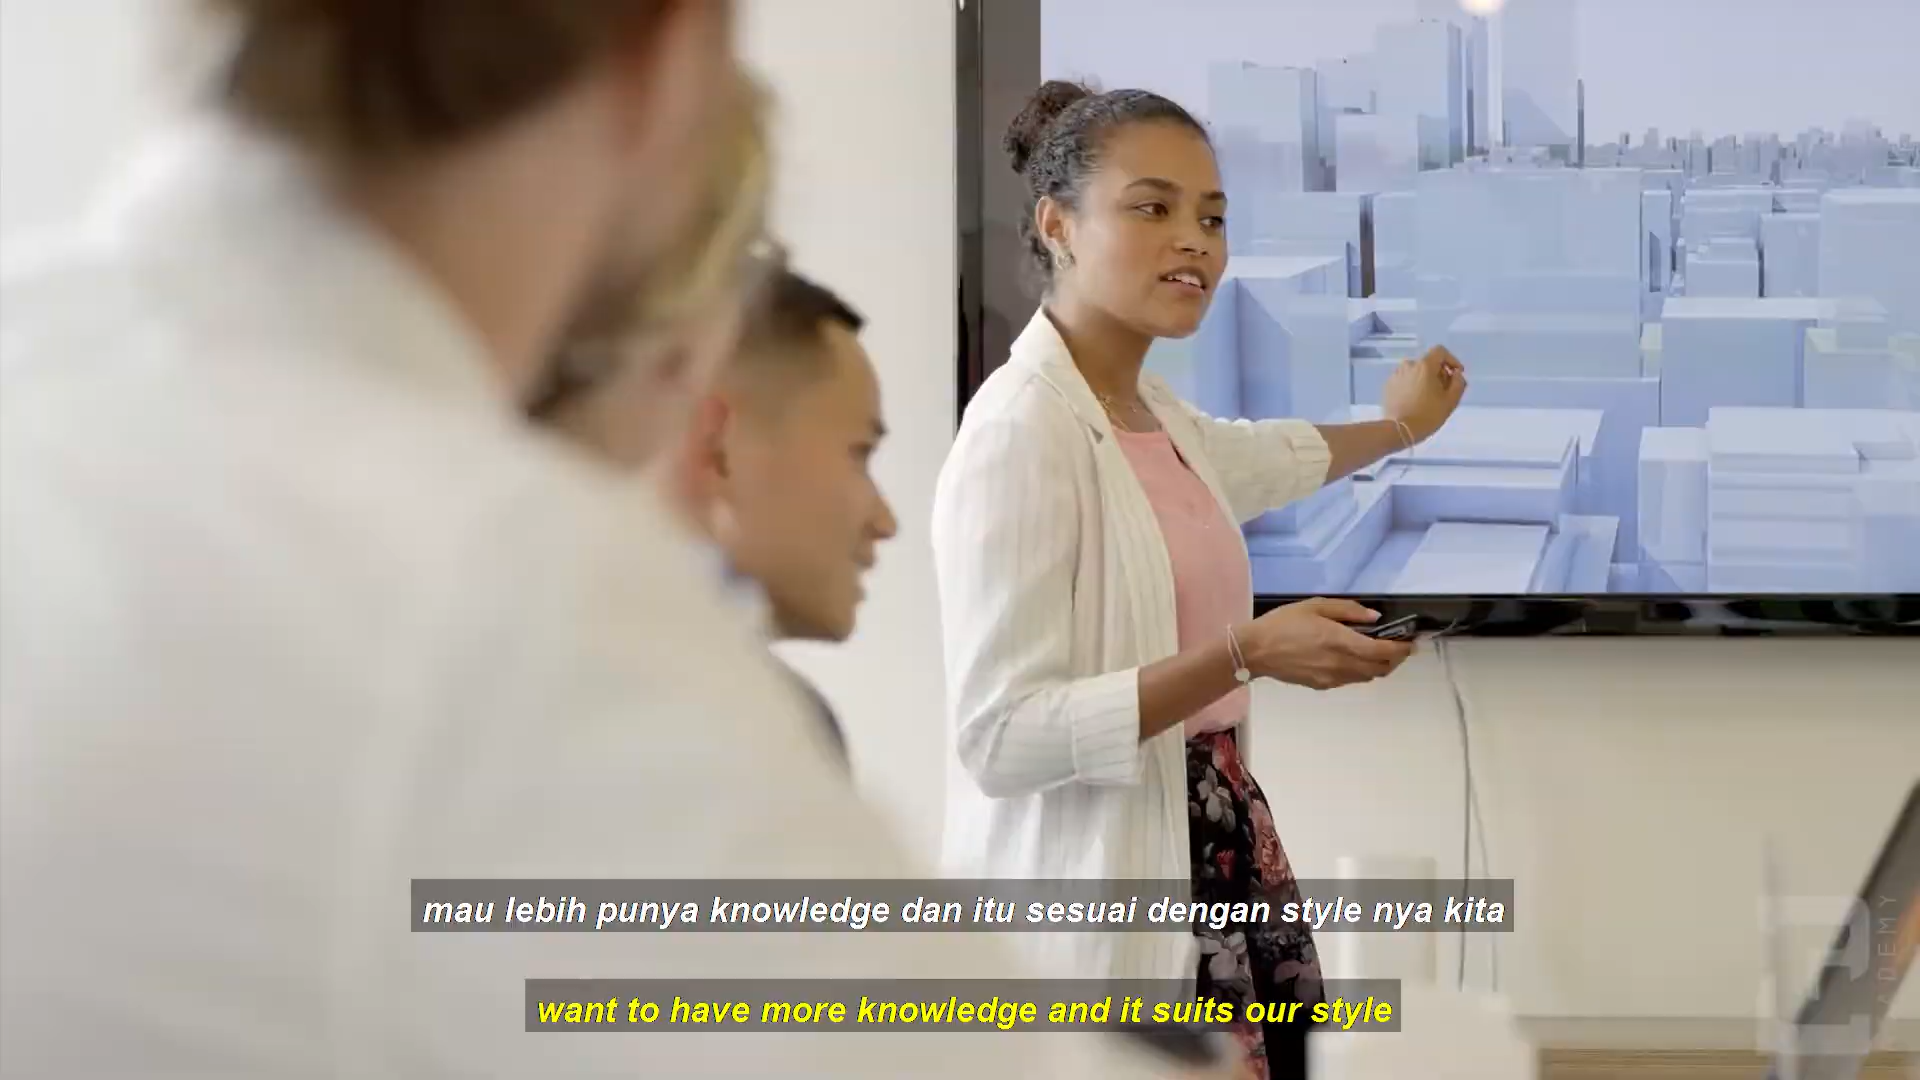 mau lebih punya knowledge dan itu sesuai dengan style nya kita
want to have more knowledge and it suits our style